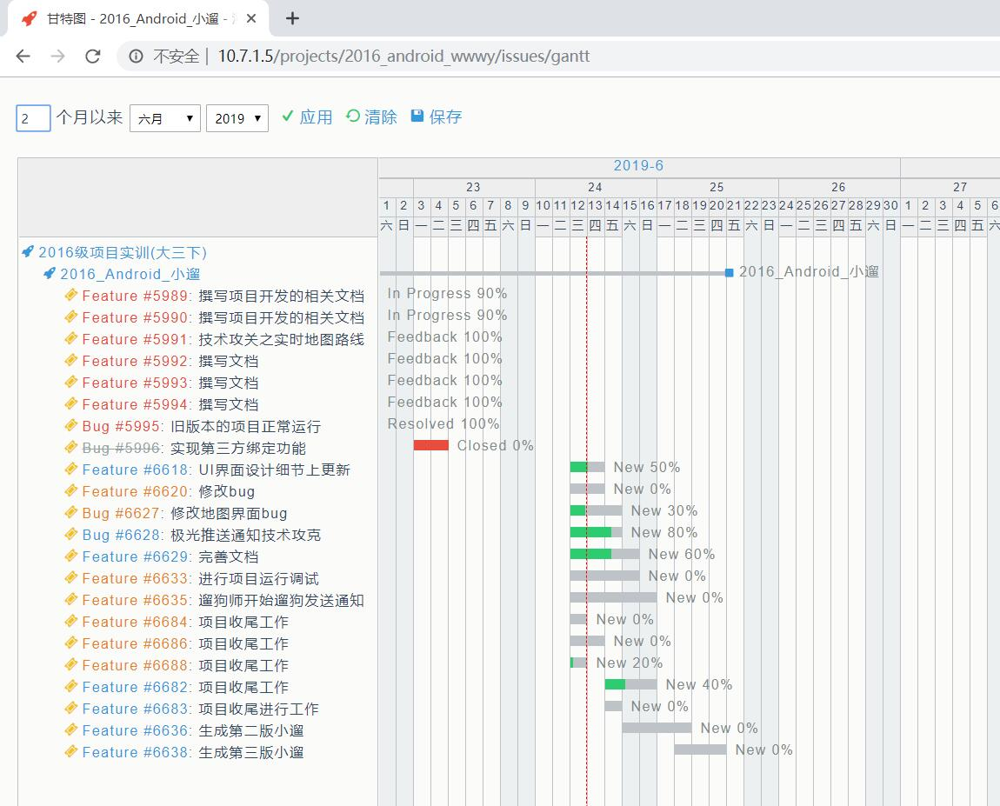 甘特图 - 2016_Android_小遛 -
不安全 | 10.7.1.5/projects/2016_android_wwwy/issues/gantt
2 个月以来 六月 2019 应用 清除 保存
2019-6
23 24 25 26 27
1 2 3 4 5 6 7 8 9 10 11 12 13 14 15 16 17 18 19 20 21 22 23 24 25 26 27 28 29 30 1 2 3 4 5 6
六 日 一 二 三 四 五 六 日 一 二 三 四 五 六 日 一 二 三 四 五 六 日 一 二 三 四 五 六 日 一 二 三 四 五 六
2016级项目实训(大三下)
2016_Android_小遛 2016_Android_小遛
Feature #5989: 撰写项目开发的相关文档 In Progress 90%
Feature #5990: 撰写项目开发的相关文档 In Progress 90%
Feature #5991: 技术攻关之实时地图路线 Feedback 100%
Feature #5992: 撰写文档 Feedback 100%
Feature #5993: 撰写文档 Feedback 100%
Feature #5994: 撰写文档 Feedback 100%
Bug #5995: 旧版本的项目正常运行 Resolved 100%
Bug #5996: 实现第三方绑定功能 Closed 0%
Feature #6618: UI界面设计细节上更新 New 50%
Feature #6620: 修改bug New 0%
Bug #6627: 修改地图界面bug New 30%
Bug #6628: 极光推送通知技术攻克 New 80%
Feature #6629: 完善文档 New 60%
Feature #6633: 进行项目运行调试 New 0%
Feature #6635: 遛狗师开始遛狗发送通知 New 0%
Feature #6684: 项目收尾工作 New 0%
Feature #6686: 项目收尾工作 New 0%
Feature #6688: 项目收尾工作 New 20%
Feature #6682: 项目收尾工作 New 40%
Feature #6683: 项目收尾进行工作 New 0%
Feature #6636: 生成第二版小遛 New 0%
Feature #6638: 生成第三版小遛 New 0%